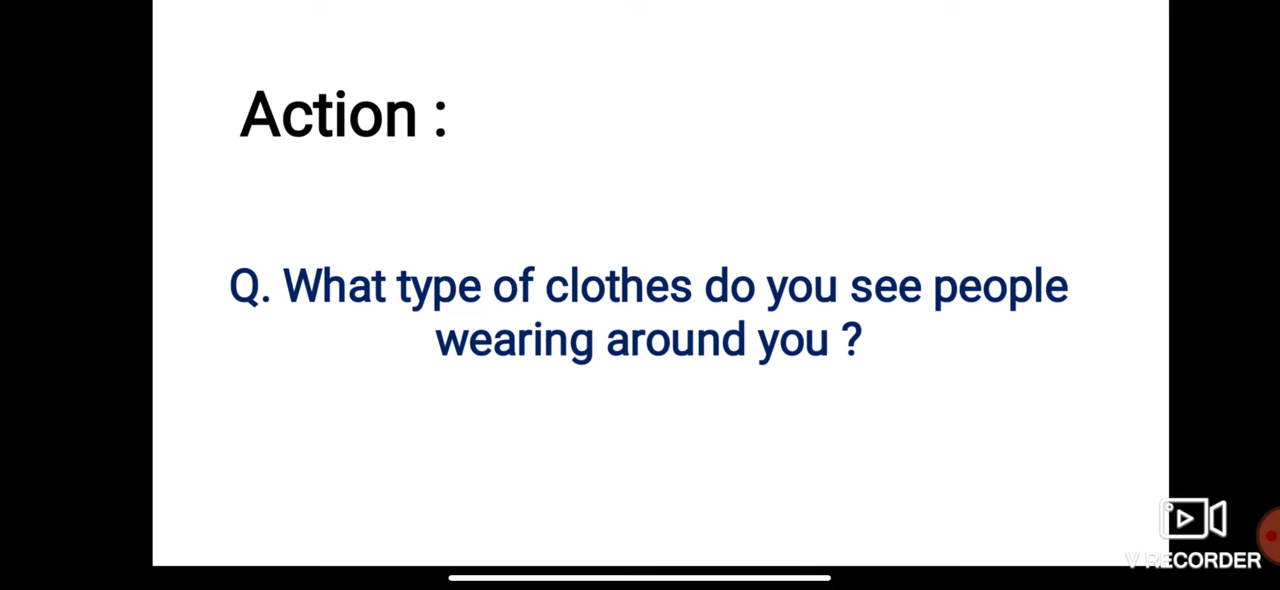 Action :
Q. What type of clothes do you see people
wearing around you ?
V RECORDER